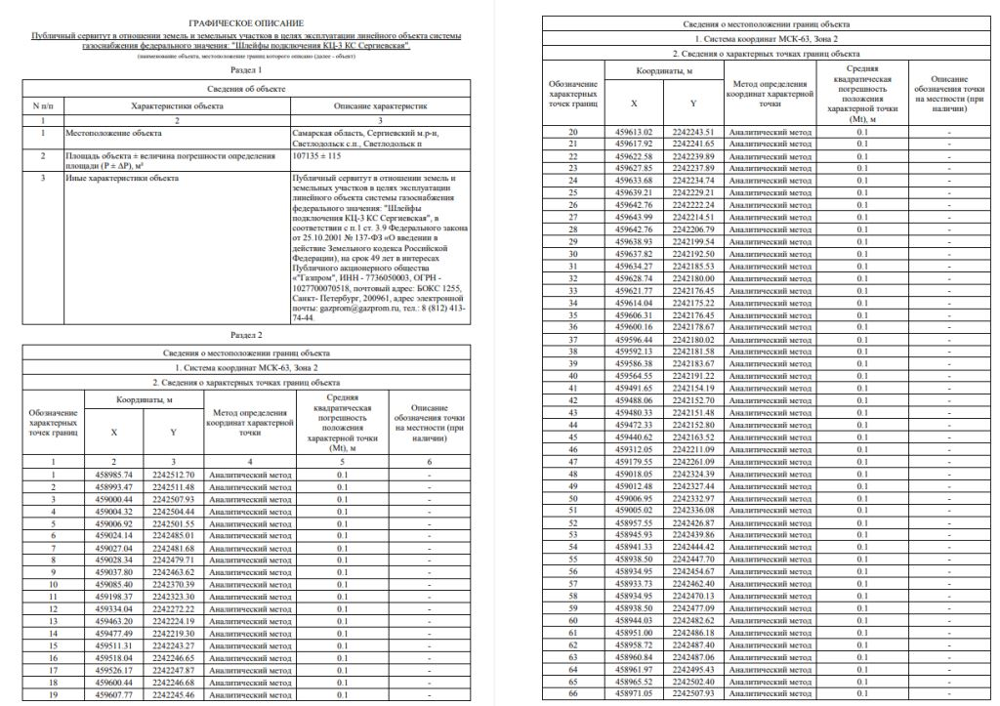 ГРАФИЧЕСКОЕ ОПИСАНИЕ
Публичный сервитут в отношении земель и земельных участков в целях эксплуатации линейного объекта системы
газоснабжения федерального значения: "Шлейфы подключения КЦ-3 КС Сергиевская".
(наименование объекта, местоположение границ которого описано (далее - объект)
Раздел 1
Сведения об объекте
N п/п Характеристики объекта Описание характеристик
1 2 3
1 Местоположение объекта Самарская область, Сергиевский м.р-н,
Светлодольск с.п., Светлодольск п
2 Площадь объекта ± величина погрешности определения 107135 ± 115
площади (P ± ΔP), м²
3 Иные характеристики объекта Публичный сервитут в отношении земель и
земельных участков в целях эксплуатации
линейного объекта системы газоснабжения
федерального значения: "Шлейфы
подключения КЦ-3 КС Сергиевская", в
соответствии с п.1 ст. 3.9 Федерального закона
от 25.10.2001 № 137-ФЗ «О введении в
действие Земельного кодекса Российской
Федерации), на срок 49 лет в интересах
Публичного акционерного общества
«"Газпром", ИНН - 7736050003, ОГРН -
1027700070518, почтовый адрес: БОКС 1255,
Санкт- Петербург, 200961, адрес электронной
почты: gazprom@gazprom.ru, тел.: 8 (812) 413-
74-44.
Раздел 2
Сведения о местоположении границ объекта
1. Система координат МСК-63, Зона 2
2. Сведения о характерных точках границ объекта
Обозначение характерных точек границ Координаты, м X Y Метод определения координат характерной точки Средняя квадратическая погрешность положения характерной точки (Mt), м Описание обозначения точки на местности (при наличии)
1 2 3 4 5 6
1 458985.74 2242512.70 Аналитический метод 0.1 -
2 458993.47 2242511.48 Аналитический метод 0.1 -
3 459000.44 2242507.93 Аналитический метод 0.1 -
4 459004.32 2242504.44 Аналитический метод 0.1 -
5 459006.92 2242501.55 Аналитический метод 0.1 -
6 459024.14 2242485.01 Аналитический метод 0.1 -
7 459027.04 2242481.68 Аналитический метод 0.1 -
8 459028.34 2242479.71 Аналитический метод 0.1 -
9 459037.80 2242463.62 Аналитический метод 0.1 -
10 459085.40 2242370.39 Аналитический метод 0.1 -
11 459198.37 2242323.30 Аналитический метод 0.1 -
12 459334.04 2242272.22 Аналитический метод 0.1 -
13 459463.20 2242224.19 Аналитический метод 0.1 -
14 459477.49 2242219.30 Аналитический метод 0.1 -
15 459511.31 2242243.27 Аналитический метод 0.1 -
16 459518.04 2242246.65 Аналитический метод 0.1 -
17 459526.17 2242247.87 Аналитический метод 0.1 -
18 459600.44 2242246.68 Аналитический метод 0.1 -
19 459607.77 2242245.46 Аналитический метод 0.1 -
Сведения о местоположении границ объекта
1. Система координат МСК-63, Зона 2
2. Сведения о характерных точках границ объекта
Обозначение характерных точек границ Координаты, м X Y Метод определения координат характерной точки Средняя квадратическая погрешность положения характерной точки (Mt), м Описание обозначения точки на местности (при наличии)
20 459613.02 2242243.51 Аналитический метод 0.1 -
21 459617.92 2242241.65 Аналитический метод 0.1 -
22 459622.58 2242239.89 Аналитический метод 0.1 -
23 459627.85 2242237.89 Аналитический метод 0.1 -
24 459633.68 2242234.74 Аналитический метод 0.1 -
25 459639.21 2242229.21 Аналитический метод 0.1 -
26 459642.76 2242222.24 Аналитический метод 0.1 -
27 459643.99 2242214.51 Аналитический метод 0.1 -
28 459642.76 2242206.79 Аналитический метод 0.1 -
29 459638.93 2242199.54 Аналитический метод 0.1 -
30 459637.82 2242192.50 Аналитический метод 0.1 -
31 459634.27 2242185.53 Аналитический метод 0.1 -
32 459628.74 2242180.00 Аналитический метод 0.1 -
33 459621.77 2242176.45 Аналитический метод 0.1 -
34 459614.04 2242175.22 Аналитический метод 0.1 -
35 459606.31 2242176.45 Аналитический метод 0.1 -
36 459600.16 2242178.67 Аналитический метод 0.1 -
37 459596.44 2242180.02 Аналитический метод 0.1 -
38 459592.13 2242181.58 Аналитический метод 0.1 -
39 459586.38 2242183.67 Аналитический метод 0.1 -
40 459564.55 2242191.22 Аналитический метод 0.1 -
41 459491.65 2242154.19 Аналитический метод 0.1 -
42 459488.06 2242152.70 Аналитический метод 0.1 -
43 459480.33 2242151.48 Аналитический метод 0.1 -
44 459472.33 2242152.80 Аналитический метод 0.1 -
45 459440.62 2242163.52 Аналитический метод 0.1 -
46 459312.05 2242211.09 Аналитический метод 0.1 -
47 459179.55 2242261.09 Аналитический метод 0.1 -
48 459018.05 2242324.39 Аналитический метод 0.1 -
49 459012.48 2242327.44 Аналитический метод 0.1 -
50 459006.95 2242332.97 Аналитический метод 0.1 -
51 459005.02 2242336.08 Аналитический метод 0.1 -
52 458957.55 2242426.87 Аналитический метод 0.1 -
53 458945.93 2242439.86 Аналитический метод 0.1 -
54 458941.33 2242444.42 Аналитический метод 0.1 -
55 458938.50 2242447.70 Аналитический метод 0.1 -
56 458934.95 2242454.67 Аналитический метод 0.1 -
57 458933.73 2242462.40 Аналитический метод 0.1 -
58 458934.95 2242470.13 Аналитический метод 0.1 -
59 458938.50 2242477.09 Аналитический метод 0.1 -
60 458944.03 2242482.62 Аналитический метод 0.1 -
61 458951.00 2242486.18 Аналитический метод 0.1 -
62 458958.72 2242487.40 Аналитический метод 0.1 -
63 458960.84 2242487.06 Аналитический метод 0.1 -
64 458961.97 2242495.43 Аналитический метод 0.1 -
65 458965.52 2242502.40 Аналитический метод 0.1 -
66 458971.05 2242507.93 Аналитический метод 0.1 -